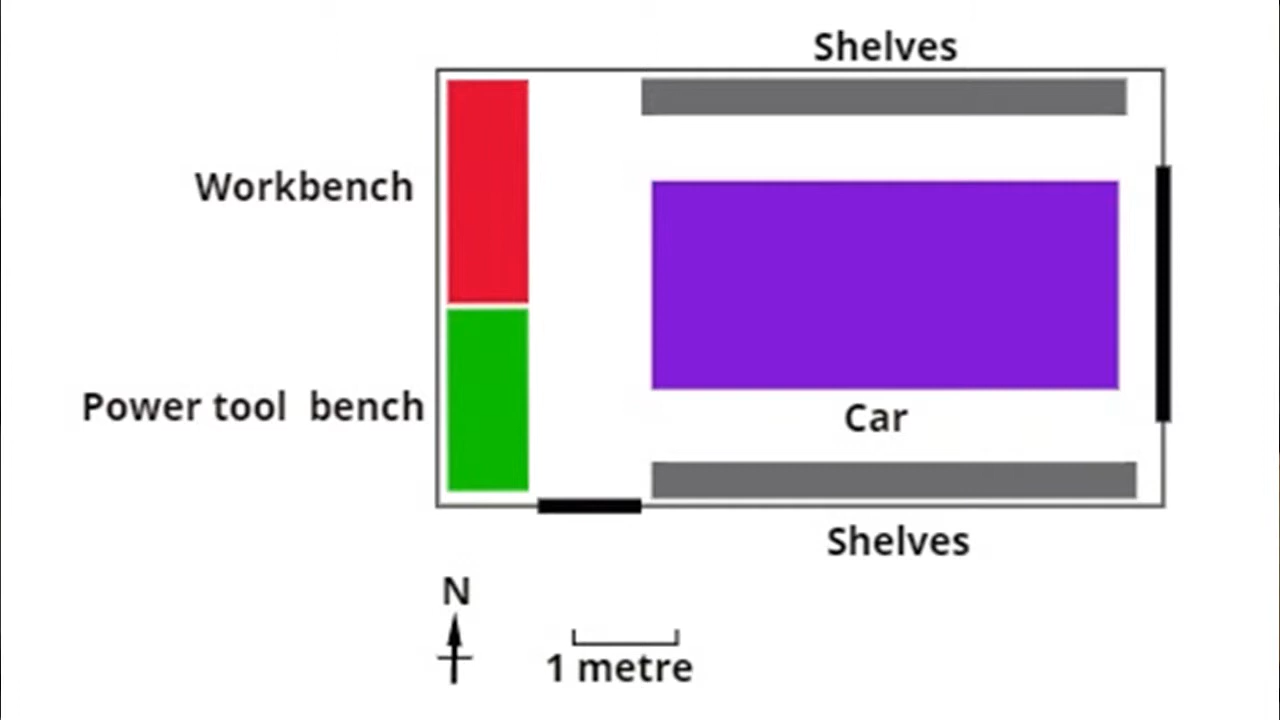 Shelves
Workbench
Power tool bench
Car
Shelves
N
1 metre